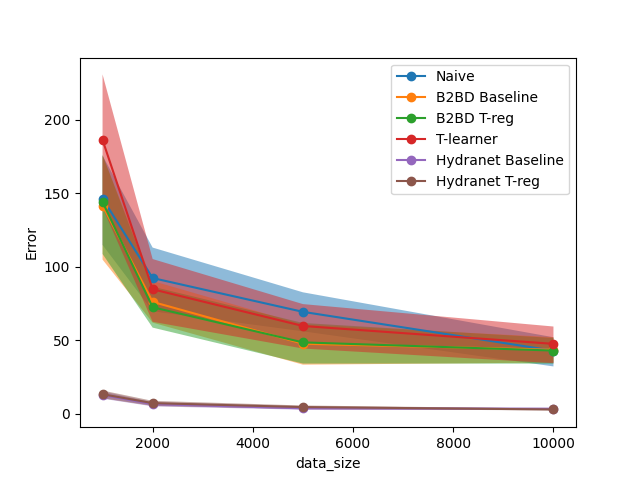 Naive
B2BD Baseline
B2BD T-reg
T-learner
Hydranet Baseline
Hydranet T-reg
200
150
100
50
0
Error
2000
4000
6000
8000
10000
data_size